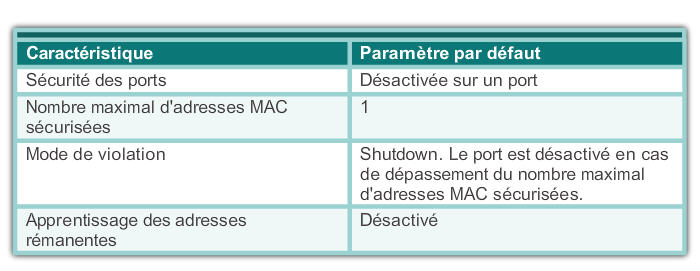 Caractéristique Paramètre par défaut
Sécurité des ports Désactivée sur un port
Nombre maximal d'adresses MAC 1
sécurisées
Mode de violation Shutdown. Le port est désactivé en cas
de dépassement du nombre maximal
d'adresses MAC sécurisées.
Apprentissage des adresses Désactivé
rémanentes